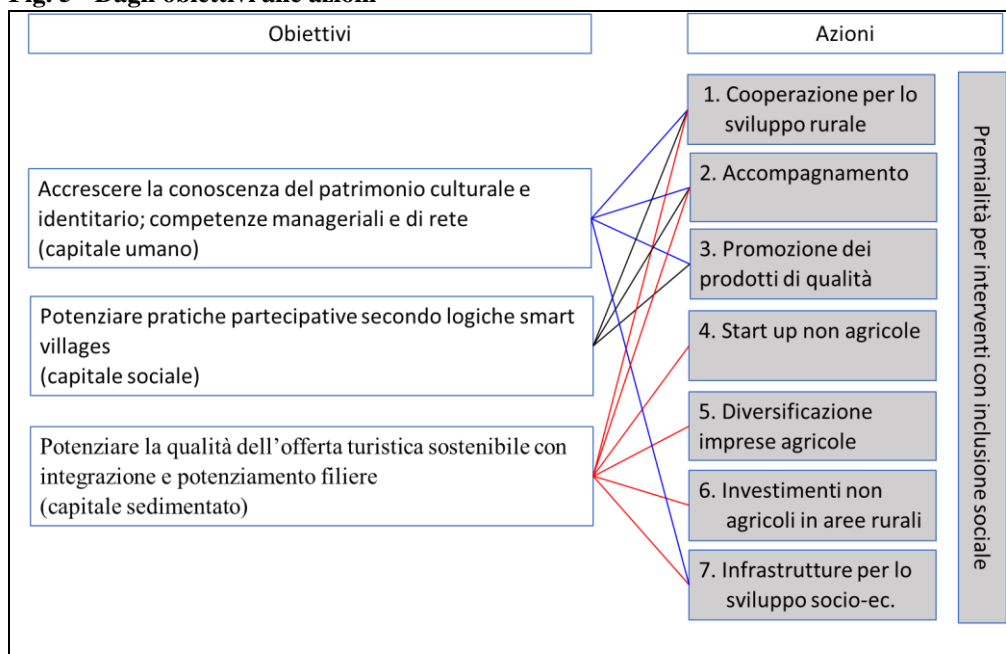 Obiettivi
Azioni
Accrescere la conoscenza del patrimonio culturale e
identitario; competenze manageriali e di rete
(capitale umano)
Potenziare pratiche partecipative secondo logiche smart
villages
(capitale sociale)
Potenziare la qualità dell’offerta turistica sostenibile con
integrazione e potenziamento filiere
(capitale sedimentato)
1. Cooperazione per lo
sviluppo rurale
2. Accompagnamento
3. Promozione dei
prodotti di qualità
4. Start up non agricole
5. Diversificazione
imprese agricole
6. Investimenti non
agricoli in aree rurali
7. Infrastrutture per lo
sviluppo socio-ec.
Premialità per interventi con inclusione sociale